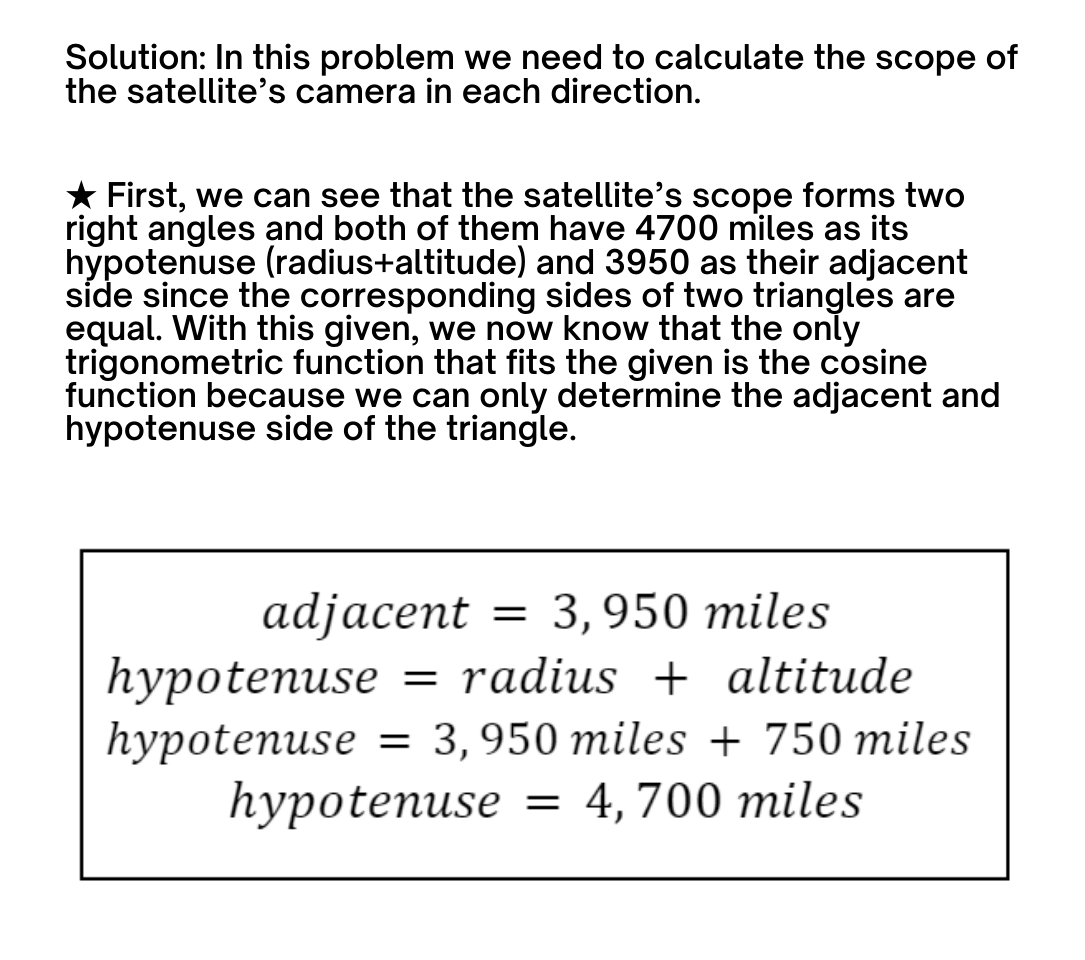 Solution: In this problem we need to calculate the scope of
the satellite’s camera in each direction.
★ First, we can see that the satellite’s scope forms two
right angles and both of them have 4700 miles as its
hypotenuse (radius+altitude) and 3950 as their adjacent
side since the corresponding sides of two triangles are
equal. With this given, we now know that the only
trigonometric function that fits the given is the cosine
function because we can only determine the adjacent and
hypotenuse side of the triangle.
adjacent = 3, 950 miles
hypotenuse = radius + altitude
hypotenuse = 3, 950 miles + 750 miles
hypotenuse = 4, 700 miles